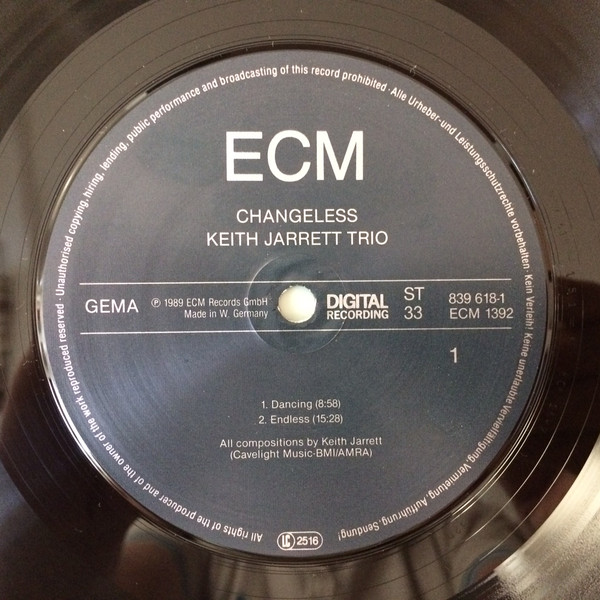 ECM
CHANGELESS
KEITH JARRETT TRIO
GEMA
℗ 1989 ECM Records GmbH
Made in W. Germany
DIGITAL
RECORDING
ST
33
839 618-1
ECM 1392
1
1. Dancing (8:58)
2. Endless (15:28)
All compositions by Keith Jarrett
(Cavelight Music-BMI/AMRA)
LC 2516
All rights of the producer and of the owner of the work reproduced reserved · Unauthorised copying, hiring, lending, public performance and broadcasting of this record prohibited · Alle Urheber-und Leistungsschutzrechte vorbehalten · Kein Verleih! Keine unerlaubte Vervielfältigung, Vermietung, Aufführung, Sendung!